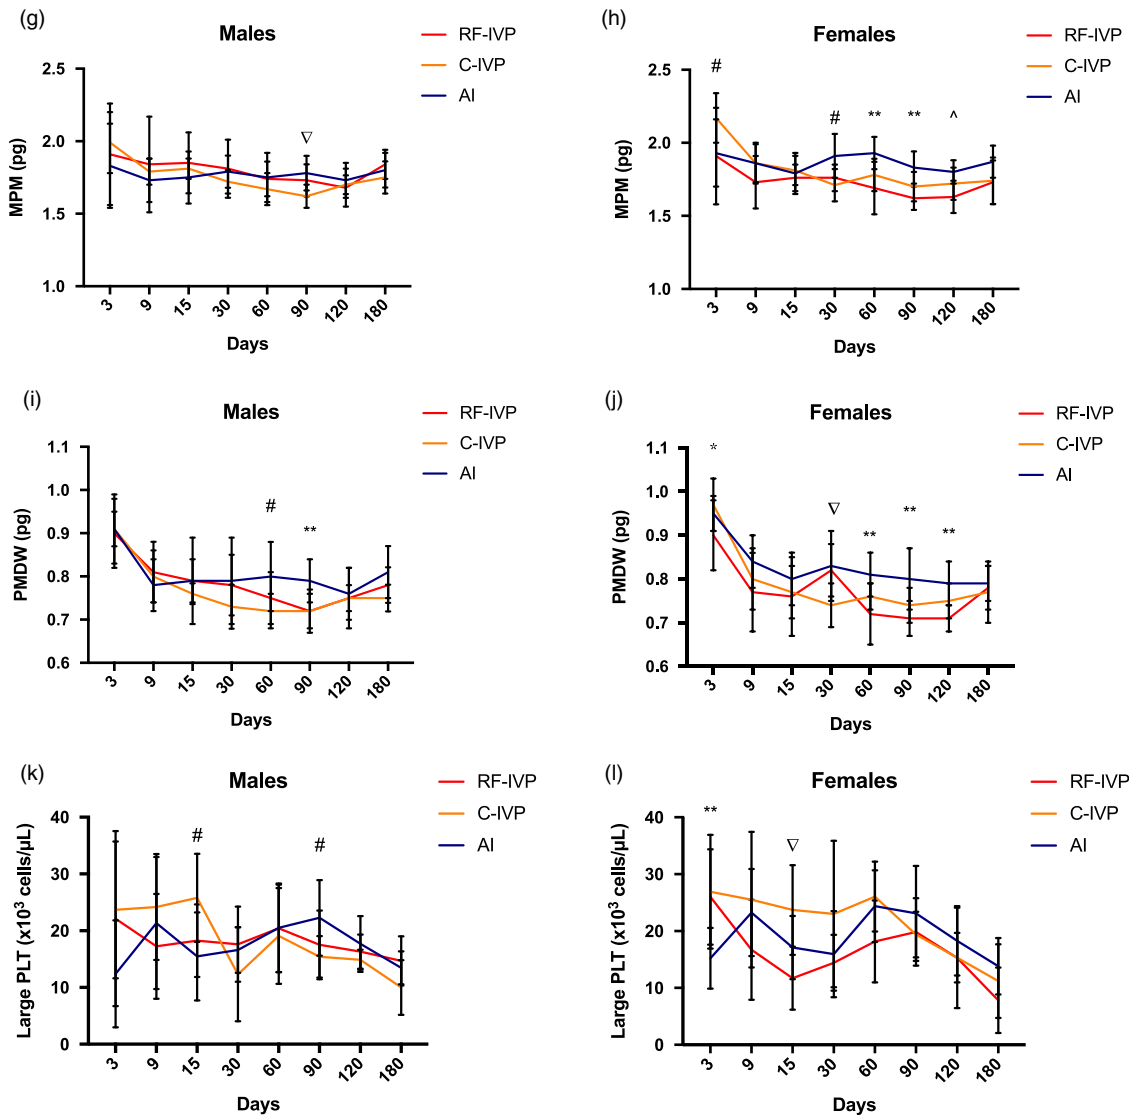 (g)
Males
RF-IVP
C-IVP
AI
MPM (pg)
2.5
2.0
1.5
1.0
∇
3 9 15 30 60 90 120 180
Days
(h)
Females
RF-IVP
C-IVP
AI
MPM (pg)
2.5
2.0
1.5
1.0
# # ** ** ^
3 9 15 30 60 90 120 180
Days
(i)
Males
RF-IVP
C-IVP
AI
PMDW (pg)
1.1
1.0
0.9
0.8
0.7
0.6
# **
3 9 15 30 60 90 120 180
Days
(j)
Females
RF-IVP
C-IVP
AI
PMDW (pg)
1.1
1.0
0.9
0.8
0.7
0.6
* ∇ ** ** **
3 9 15 30 60 90 120 180
Days
(k)
Males
RF-IVP
C-IVP
AI
Large PLT (x10³ cells/µL)
40
30
20
10
0
# #
3 9 15 30 60 90 120 180
Days
(l)
Females
RF-IVP
C-IVP
AI
Large PLT (x10³ cells/µL)
40
30
20
10
0
** ∇
3 9 15 30 60 90 120 180
Days